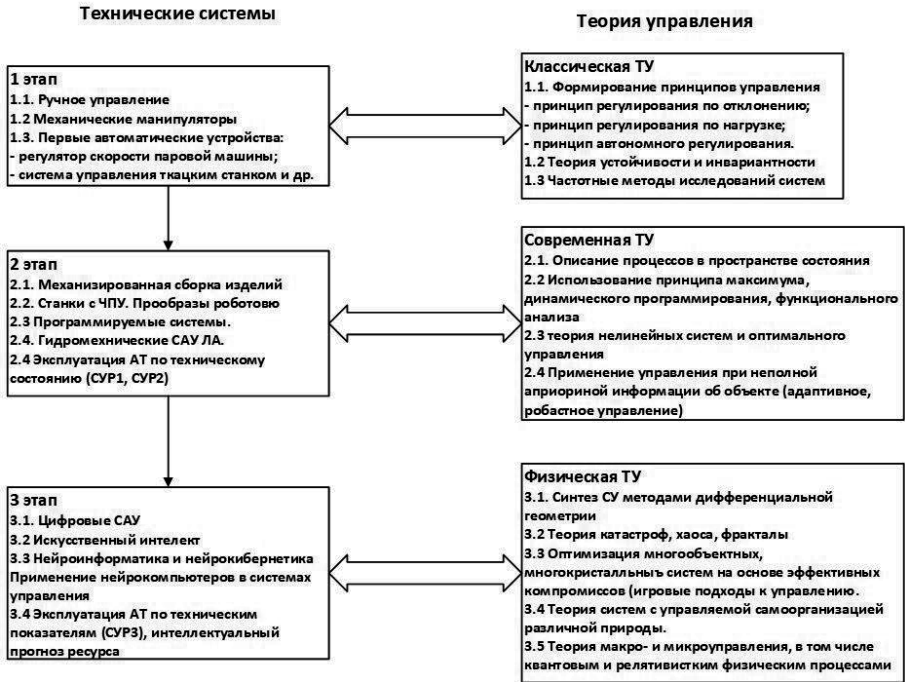 Технические системы
Теория управления
1 этап
1.1. Ручное управление
1.2 Механические манипуляторы
1.3. Первые автоматические устройства:
- регулятор скорости паровой машины;
- система управления ткацким станком и др.
Классическая ТУ
1.1. Формирование принципов управления
- принцип регулирования по отклонению;
- принцип регулирования по нагрузке;
- принцип автономного регулирования.
1.2 Теория устойчивости и инвариантности
1.3 Частотные методы исследований систем
2 этап
2.1. Механизированная сборка изделий
2.2. Станки с ЧПУ. Прообразы роботовю
2.3 Программируемые системы.
2.4. Гидромехнические САУ ЛА.
2.4 Эксплуатация АТ по техническому
состоянию (СУР1, СУР2)
Современная ТУ
2.1. Описание процессов в пространстве состояния
2.2 Использование принципа максимума,
динамического программирования, функционального
анализа
2.3 теория нелинейных систем и оптимального
управления
2.4 Применение управления при неполной
априориной информации об объекте (адаптивное,
робастное управление)
3 этап
3.1. Цифровые САУ
3.2 Искусственный интелект
3.3 Нейроинформатика и нейрокибернетика
Применение нейрокомпьютеров в системах
управления
3.4 Эксплуатация АТ по техническим
показателям (СУР3), интеллектуальный
прогноз ресурса
Физическая ТУ
3.1. Синтез СУ методами дифференциальной
геометрии
3.2 Теория катастроф, хаоса, фракталы
3.3 Оптимизация многообъектных,
многокристалльныъ систем на основе эффективных
компромиссов (игровые подходы к управлению.
3.4 Теория систем с управляемой самоорганизацией
различной природы.
3.5 Теория макро- и микроуправления, в том числе
квантовым и релятивистким физическим процессами